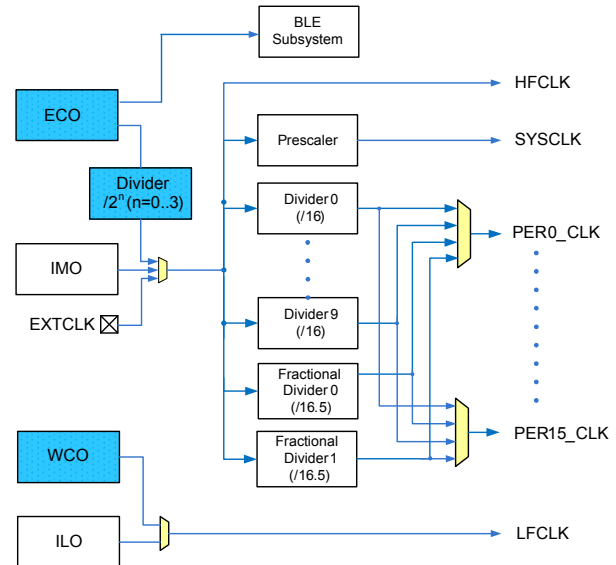 BLE
Subsystem
HFCLK
ECO
Prescaler
SYSCLK
Divider
/2ⁿ (n=0..3)
Divider 0
(/16)
PER0_CLK
IMO
EXTCLK
Divider 9
(/16)
Fractional
Divider 0
(/16.5)
PER15_CLK
Fractional
Divider 1
(/16.5)
WCO
LFCLK
ILO